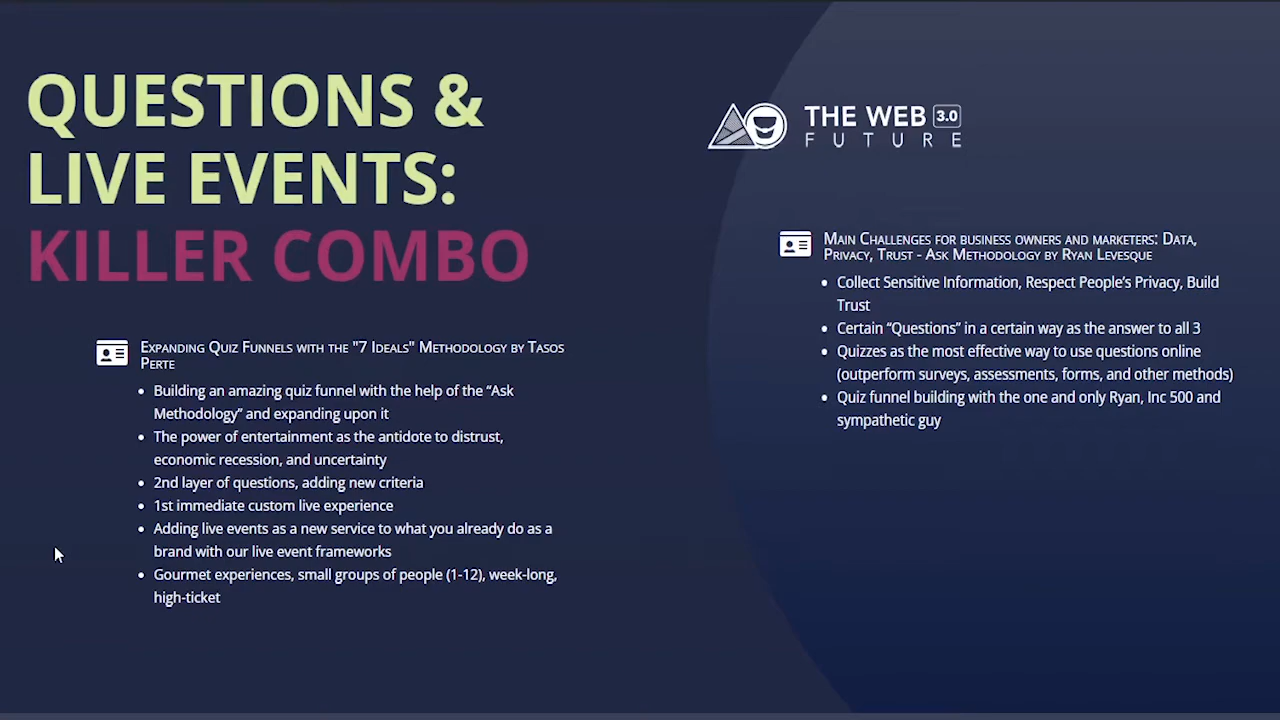 QUESTIONS &
LIVE EVENTS:
KILLER COMBO
Expanding Quiz Funnels with the "7 Ideals" Methodology by Tasos
Perte
• Building an amazing quiz funnel with the help of the “Ask
Methodology” and expanding upon it
• The power of entertainment as the antidote to distrust,
economic recession, and uncertainty
• 2nd layer of questions, adding new criteria
• 1st immediate custom live experience
• Adding live events as a new service to what you already do as a
brand with our live event frameworks
• Gourmet experiences, small groups of people (1-12), week-long,
high-ticket
THE WEB 3.0
FUTURE
Main Challenges for business owners and marketers: Data,
Privacy, Trust - Ask Methodology by Ryan Levesque
• Collect Sensitive Information, Respect People’s Privacy, Build
Trust
• Certain “Questions” in a certain way as the answer to all 3
• Quizzes as the most effective way to use questions online
(outperform surveys, assessments, forms, and other methods)
• Quiz funnel building with the one and only Ryan, Inc 500 and
sympathetic guy